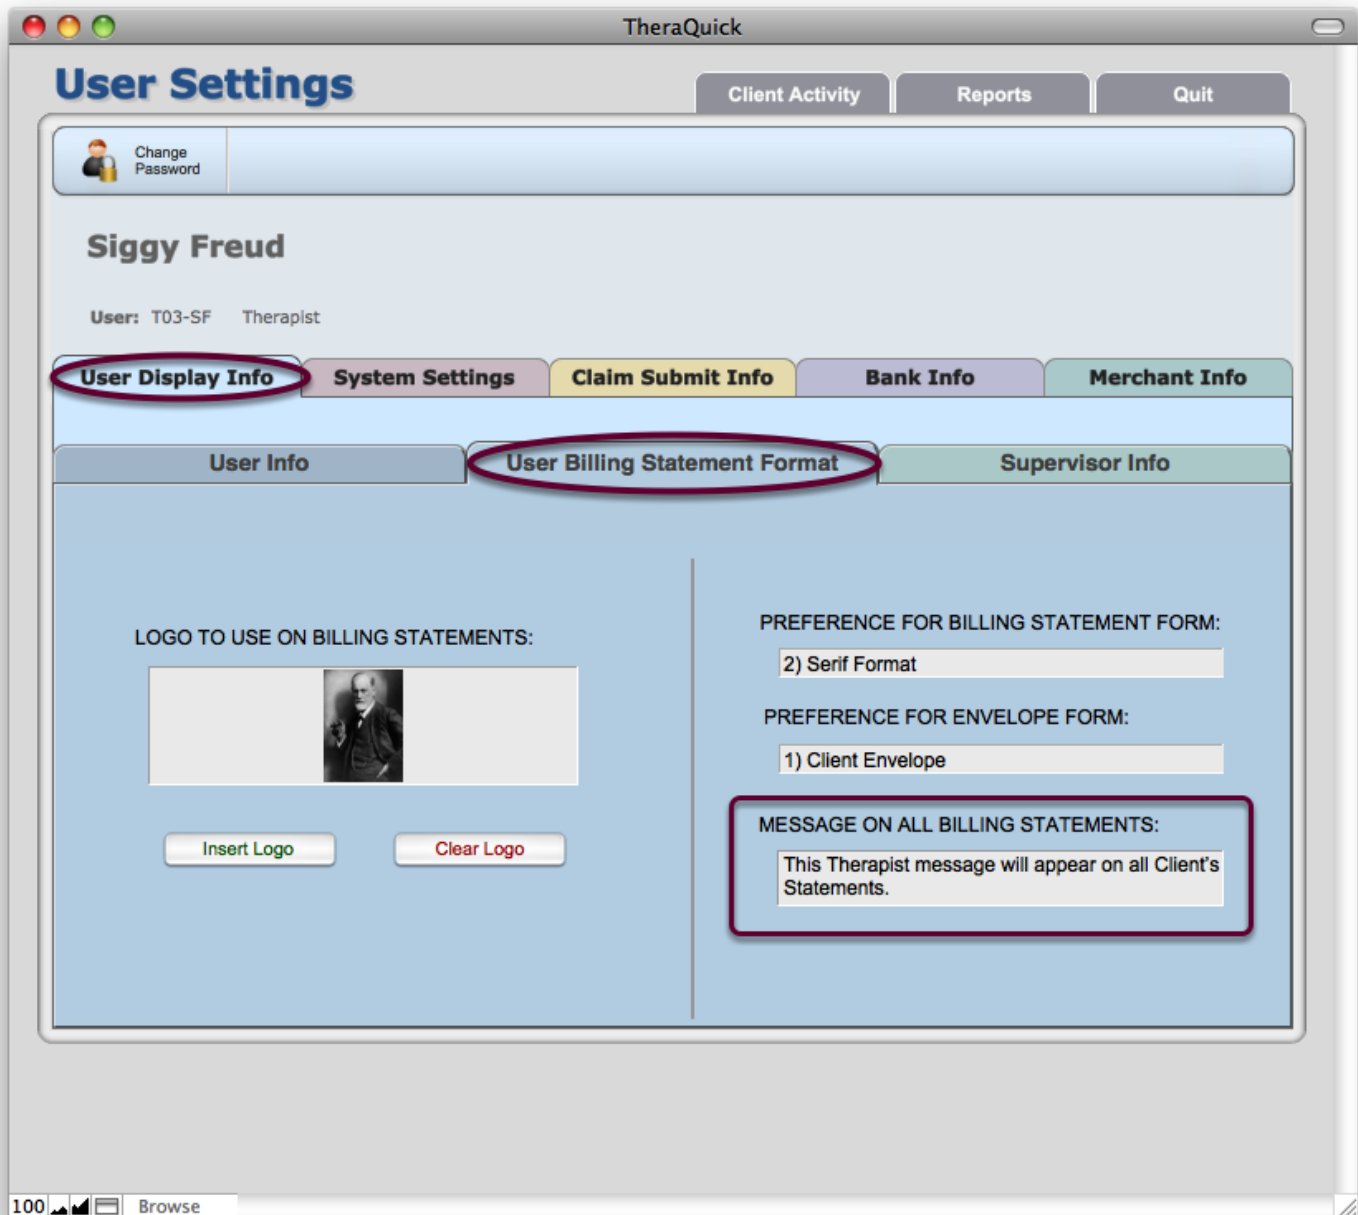 TheraQuick
User Settings
Client Activity
Reports
Quit
Change
Password
Siggy Freud
User: T03-SF Therapist
User Display Info
System Settings
Claim Submit Info
Bank Info
Merchant Info
User Info
User Billing Statement Format
Supervisor Info
LOGO TO USE ON BILLING STATEMENTS:
Insert Logo
Clear Logo
PREFERENCE FOR BILLING STATEMENT FORM:
2) Serif Format
PREFERENCE FOR ENVELOPE FORM:
1) Client Envelope
MESSAGE ON ALL BILLING STATEMENTS:
This Therapist message will appear on all Client's
Statements.
100
Browse